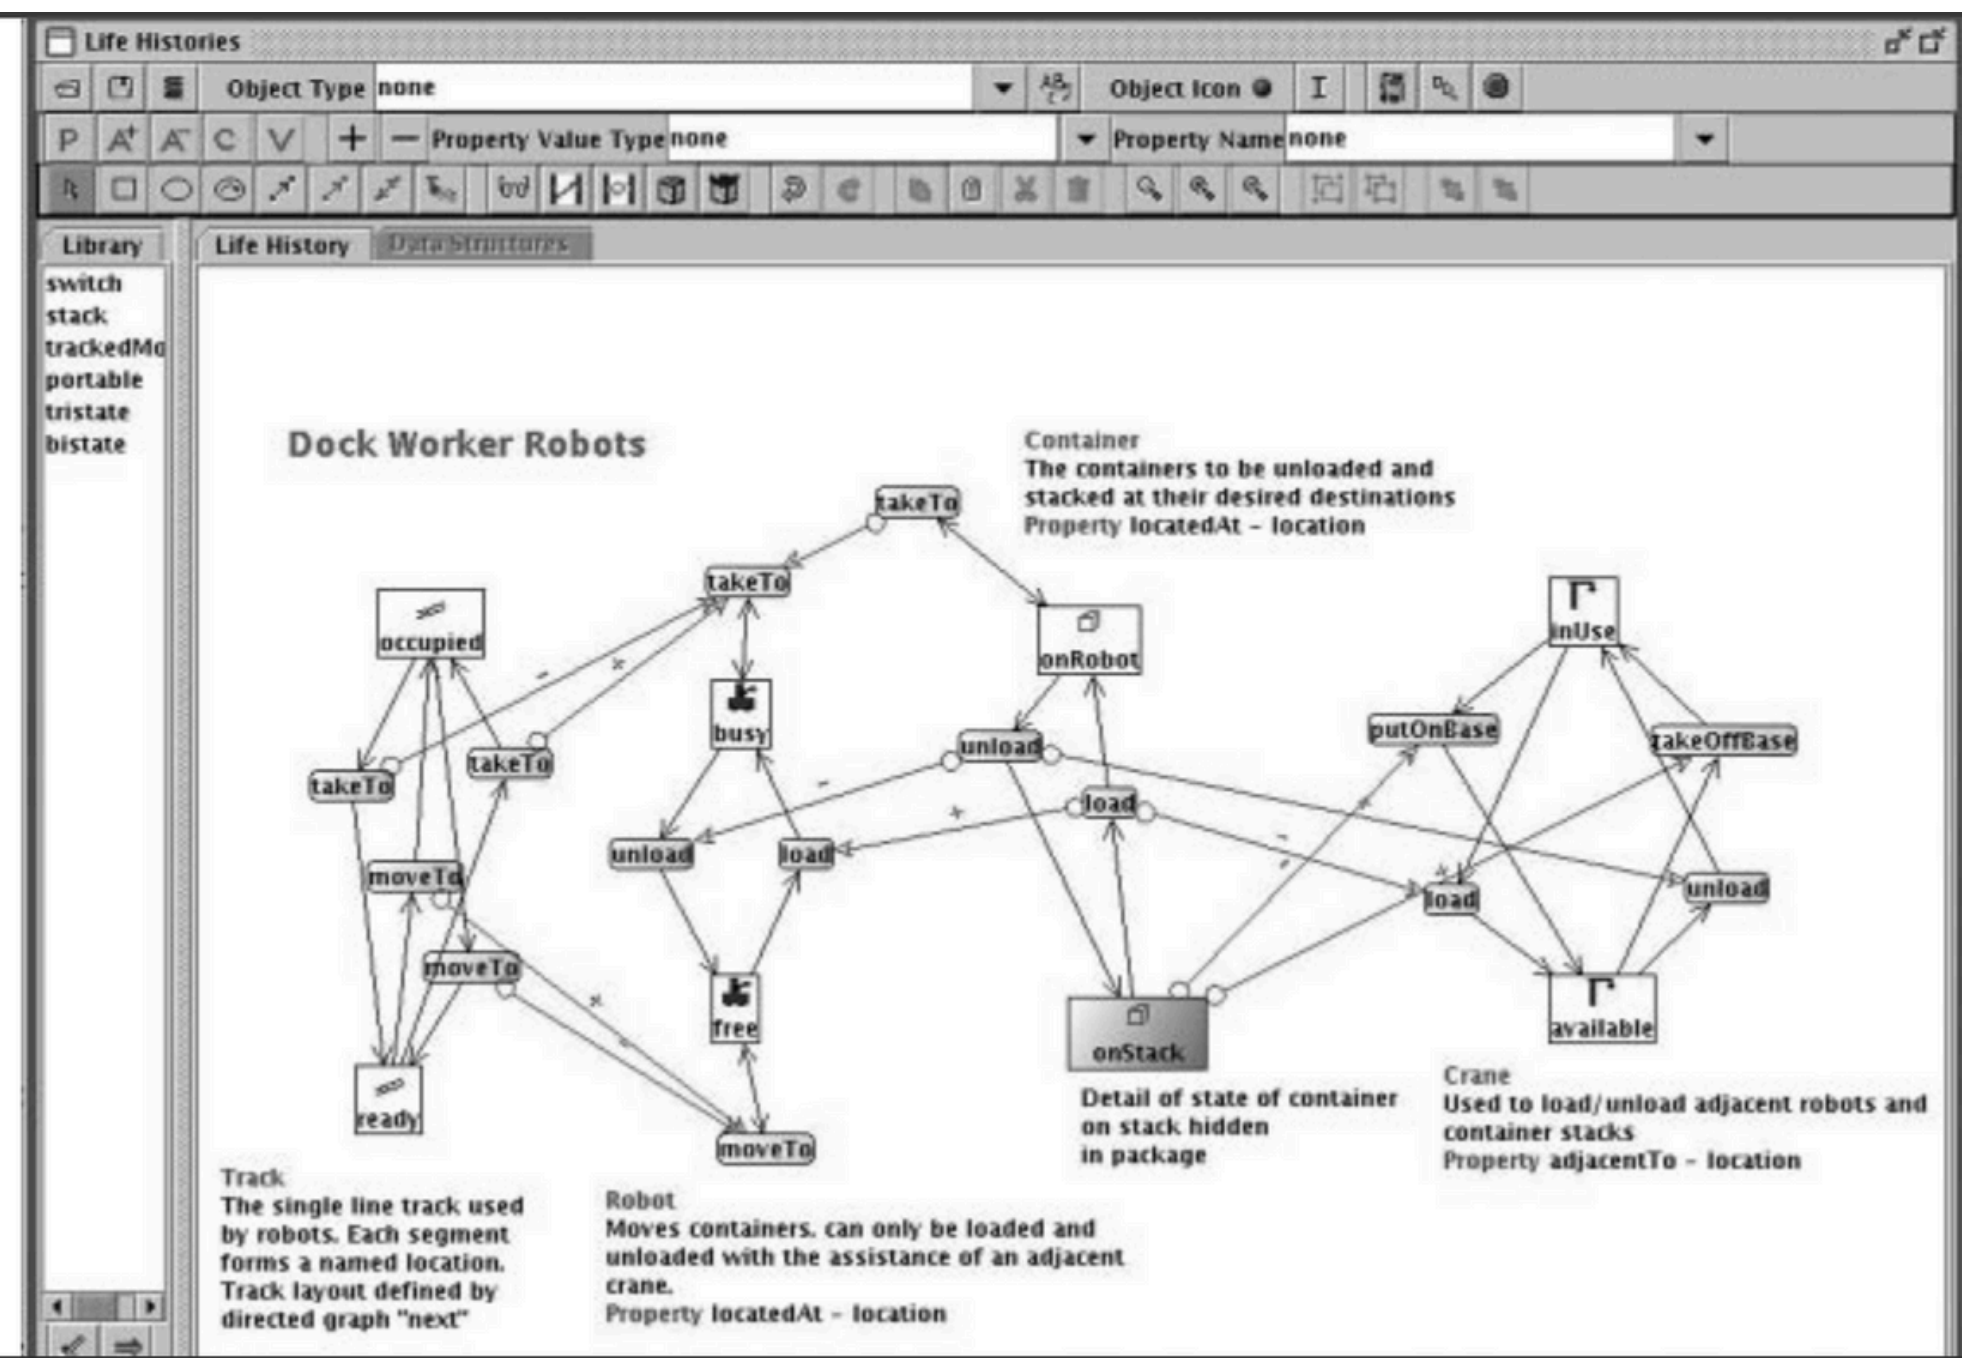 Life Histories
Object Type none
Object Icon
I
P A+ A- C V + − Property Value Type none
Property Name none
Library
Life History
Data Structures
switch
stack
trackedMo
portable
tristate
bistate
Dock Worker Robots
Container
The containers to be unloaded and
stacked at their desired destinations
Property locatedAt - location
takeTo
takeTo
occupied
onRobot
inUse
busy
putOnBase
takeOffBase
unload
takeTo
takeTo
load
unload
load
moveTo
load
unload
moveTo
free
available
onStack
ready
moveTo
Detail of state of container
on stack hidden
in package
Crane
Used to load/unload adjacent robots and
container stacks
Property adjacentTo - location
Track
The single line track used
by robots. Each segment
forms a named location.
Track layout defined by
directed graph "next"
Robot
Moves containers. can only be loaded and
unloaded with the assistance of an adjacent
crane.
Property locatedAt - location